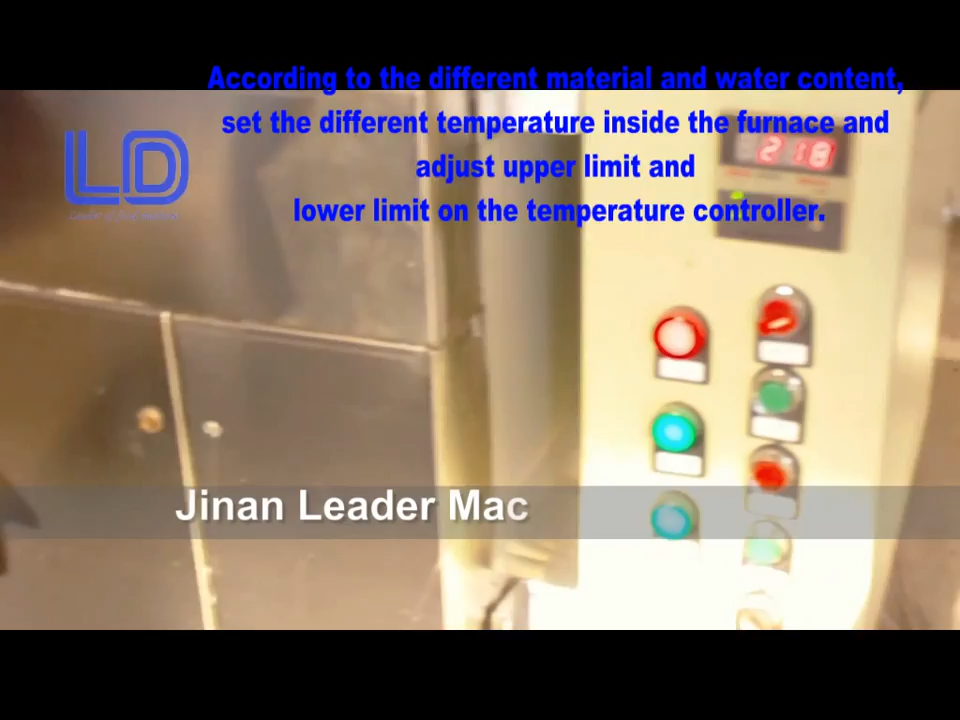 According to the different material and water content,
set the different temperature inside the furnace and
adjust upper limit and
lower limit on the temperature controller.
218
LD
Jinan Leader Mac